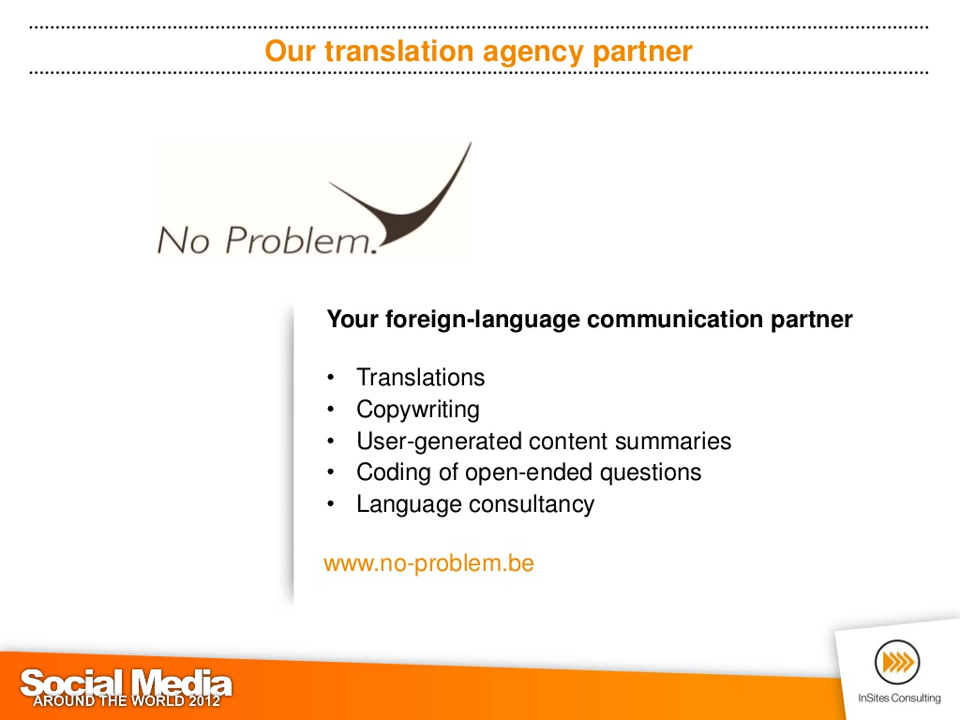 Our translation agency partner
No Problem.
Your foreign-language communication partner
• Translations
• Copywriting
• User-generated content summaries
• Coding of open-ended questions
• Language consultancy
www.no-problem.be
Social Media
AROUND THE WORLD 2012
InSites Consulting